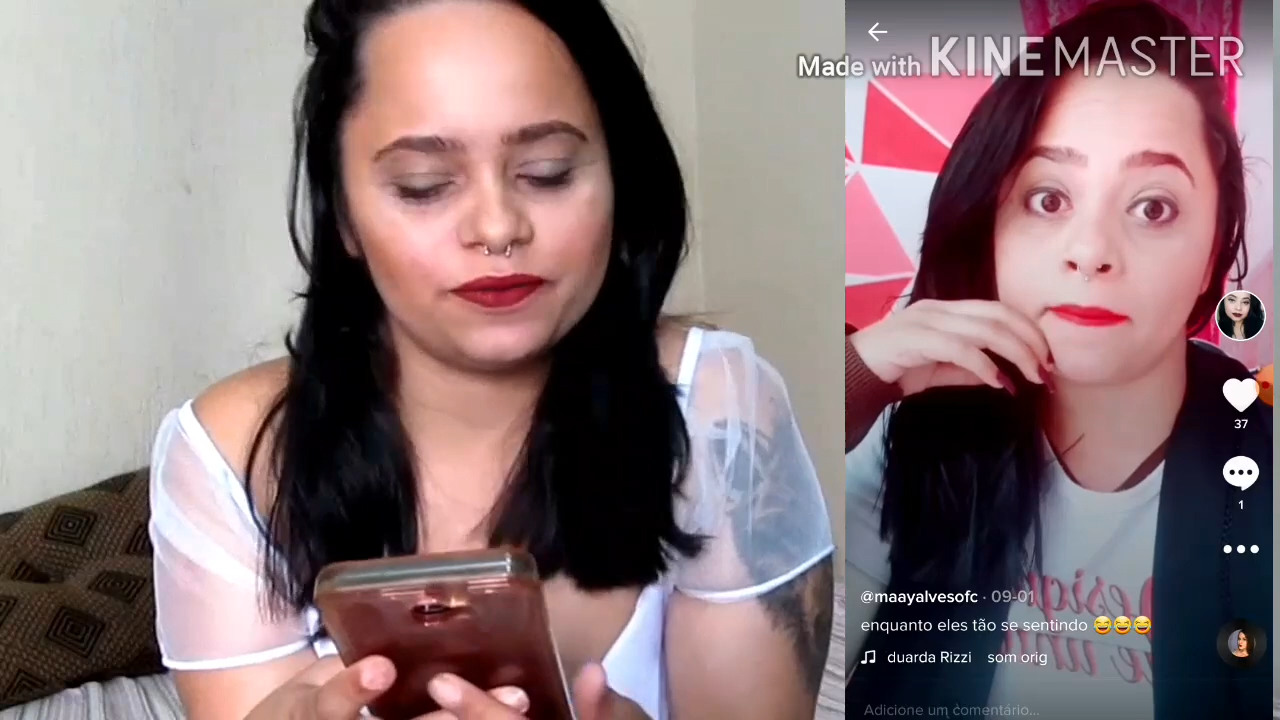 Made with KINEMASTER
37
1
@maayalvesofc · 09-01
enquanto eles tão se sentindo 😂😂😂
duarda Rizzi som orig
Adicione um comentário...